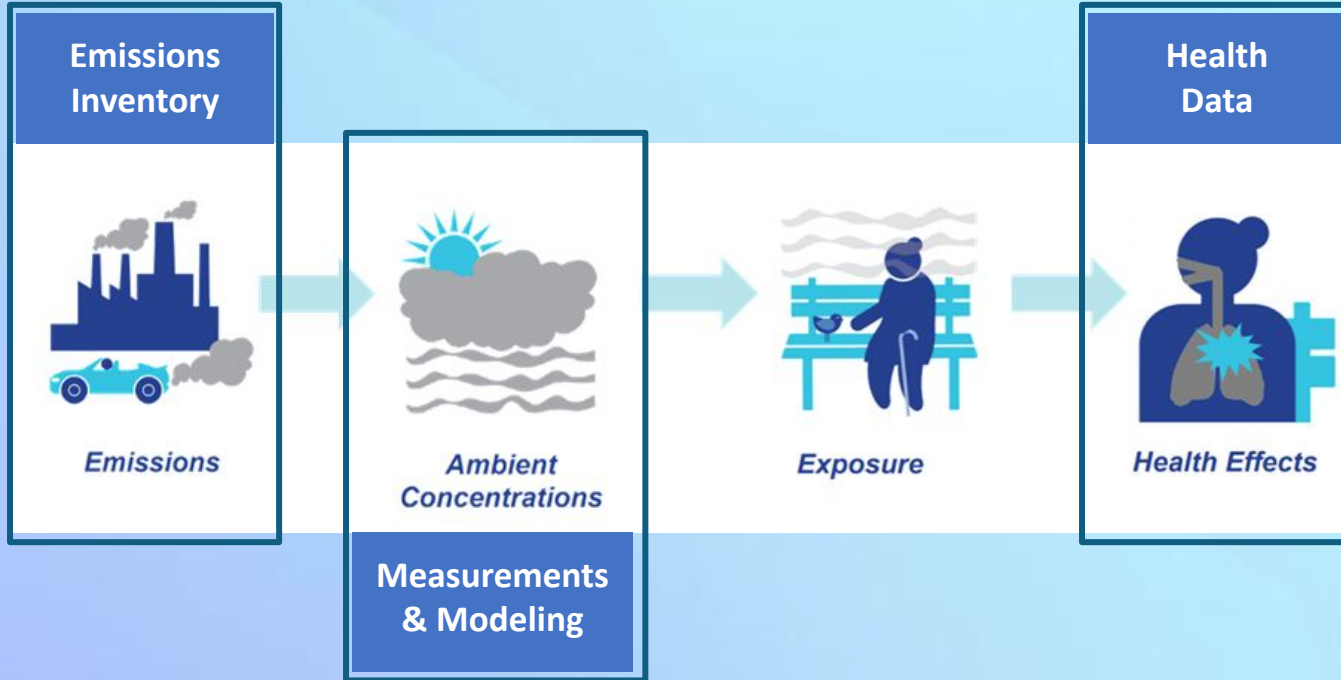 Emissions
Inventory
Health
Data
Emissions
Ambient
Concentrations
Exposure
Health Effects
Measurements
& Modeling